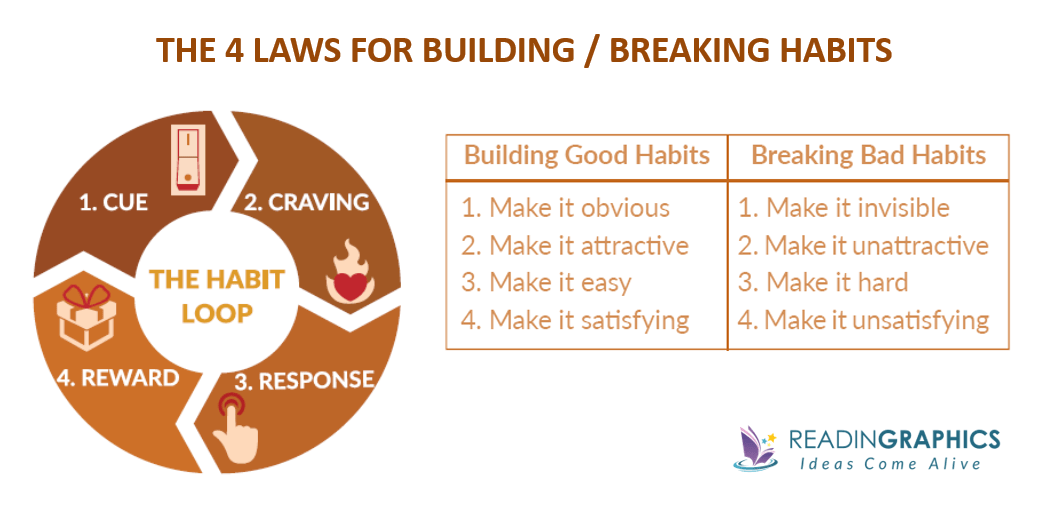 THE 4 LAWS FOR BUILDING / BREAKING HABITS
1. CUE
2. CRAVING
THE HABIT
LOOP
4. REWARD
3. RESPONSE
Building Good Habits
1. Make it obvious
2. Make it attractive
3. Make it easy
4. Make it satisfying
Breaking Bad Habits
1. Make it invisible
2. Make it unattractive
3. Make it hard
4. Make it unsatisfying
READINGRAPHICS
Ideas Come Alive